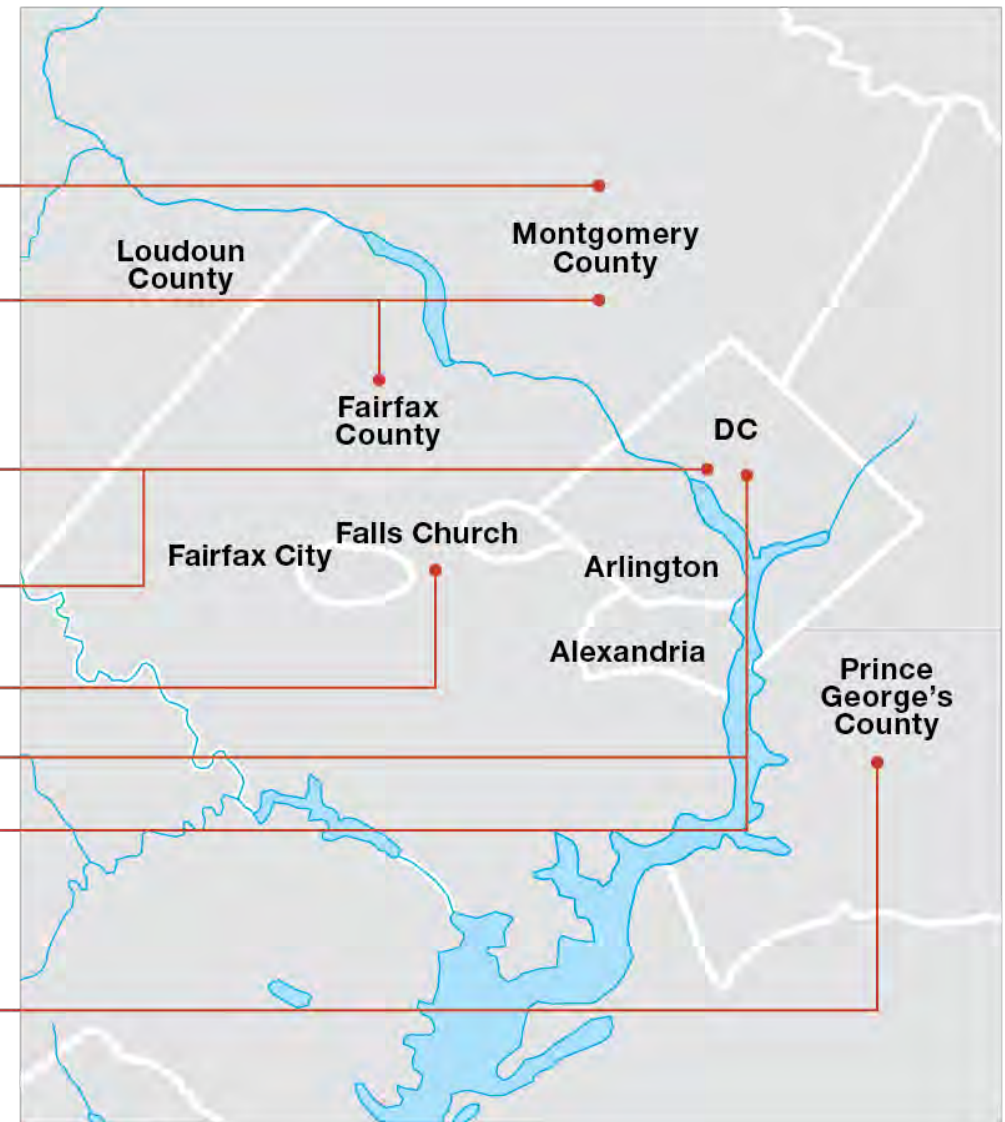 Loudoun
County
Montgomery
County
Fairfax
County
DC
Falls Church
Fairfax City
Arlington
Alexandria
Prince
George's
County